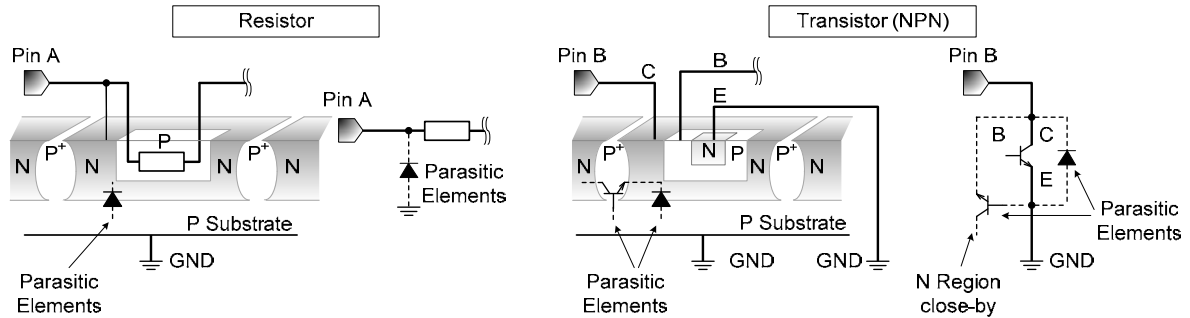 Resistor
Pin A
P
N
P+
N
N
P+
N
P Substrate
GND
Parasitic
Elements
Pin A
Parasitic
Elements
Transistor (NPN)
Pin B
C
B
E
N
P+
N
N
P
P+
N
P Substrate
GND
GND
Parasitic
Elements
Pin B
B
C
E
Parasitic
Elements
GND
N Region
close-by